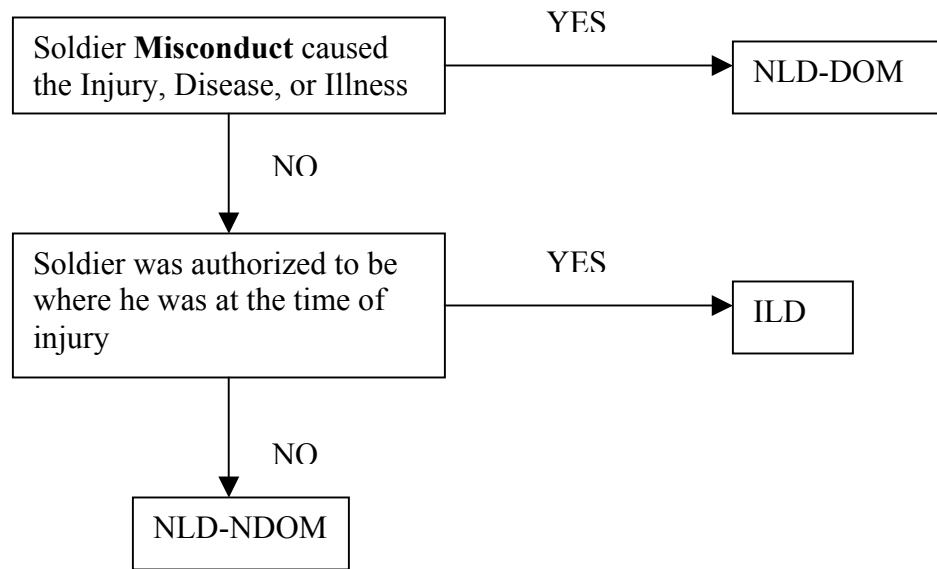 YES
Soldier Misconduct caused
the Injury, Disease, or Illness
NLD-DOM
NO
Soldier was authorized to be
where he was at the time of
injury
YES
ILD
NO
NLD-NDOM